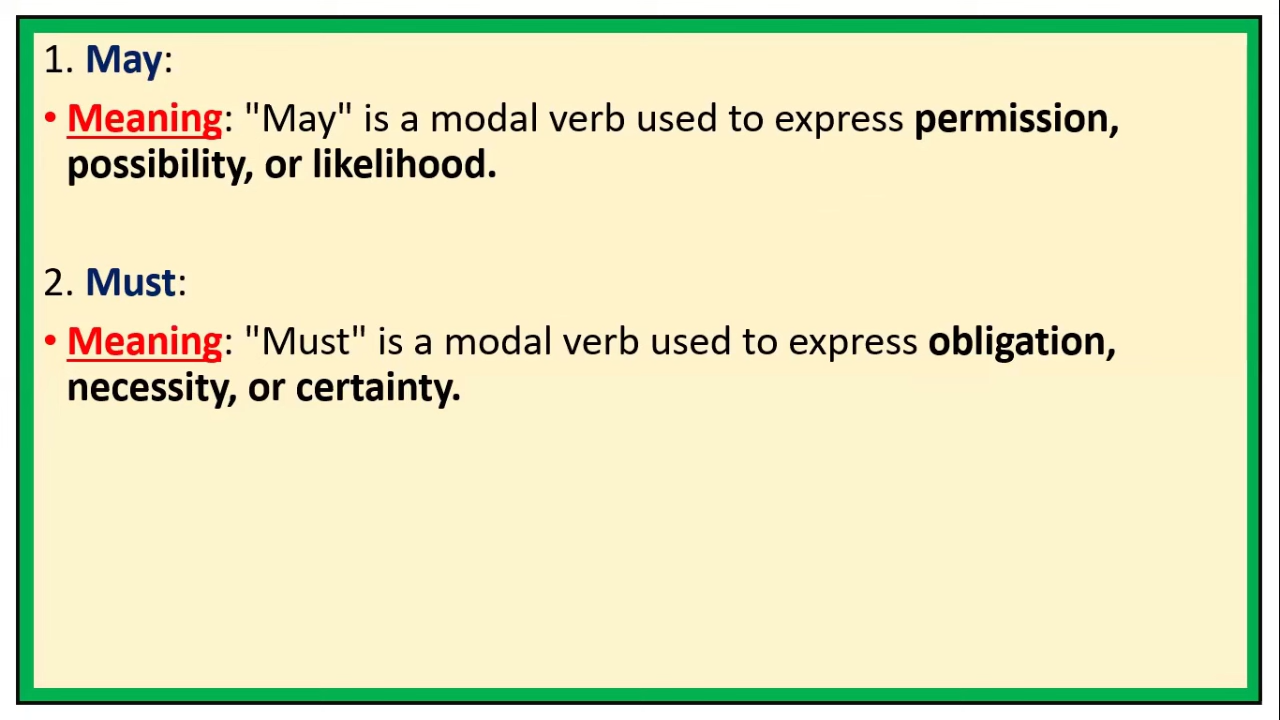 1. May:
• Meaning: "May" is a modal verb used to express permission,
possibility, or likelihood.
2. Must:
• Meaning: "Must" is a modal verb used to express obligation,
necessity, or certainty.